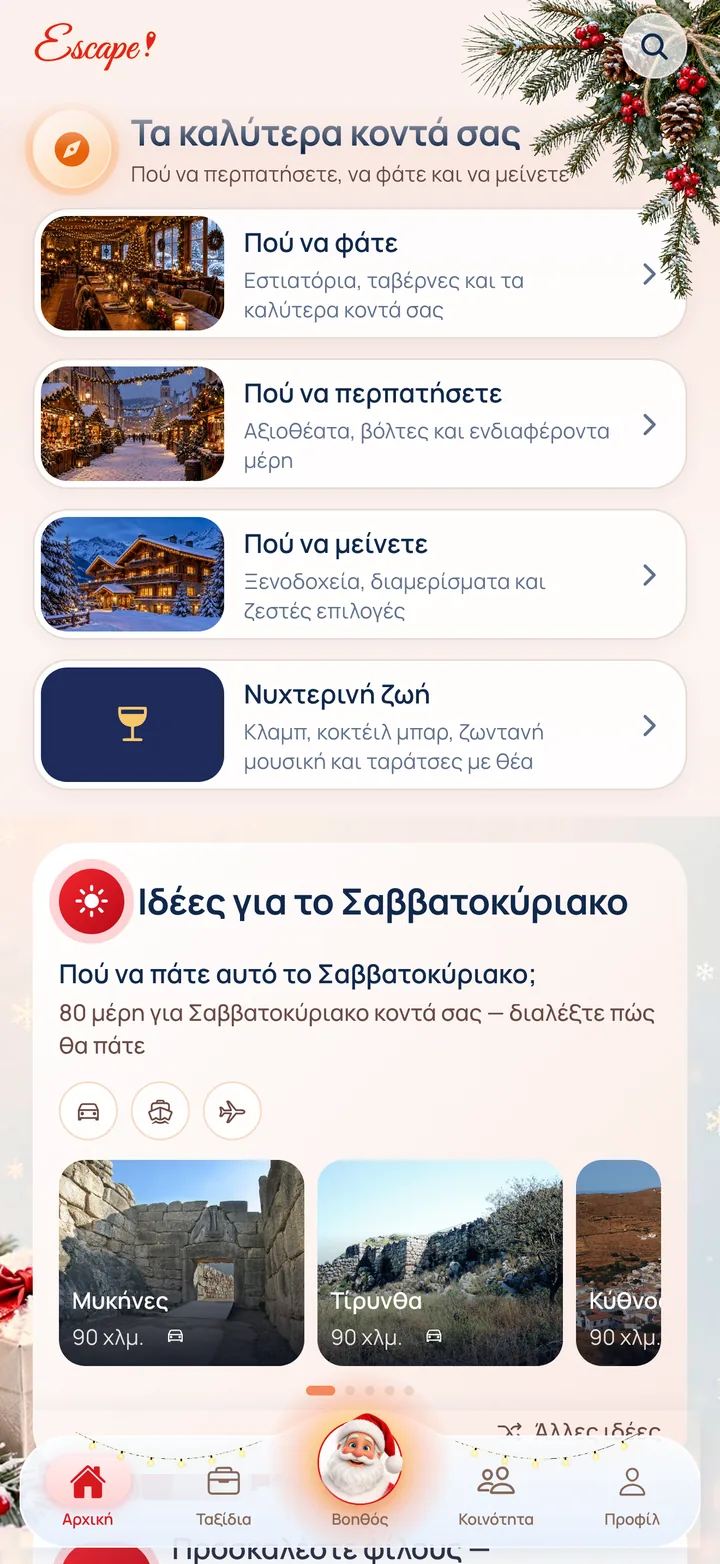 Escape!
Τα καλύτερα κοντά σας
Πού να περπατήσετε, να φάτε και να μείνετε
Πού να φάτε
Εστιατόρια, ταβέρνες και τα
καλύτερα κοντά σας
Πού να περπατήσετε
Αξιοθέατα, βόλτες και ενδιαφέροντα
μέρη
Πού να μείνετε
Ξενοδοχεία, διαμερίσματα και
ζεστές επιλογές
Νυχτερινή ζωή
Κλαμπ, κοκτέιλ μπαρ, ζωντανή
μουσική και ταράτσες με θέα
Ιδέες για το Σαββατοκύριακο
Πού να πάτε αυτό το Σαββατοκύριακο;
80 μέρη για Σαββατοκύριακο κοντά σας — διαλέξτε πώς
θα πάτε
Μυκήνες
90 χλμ.
Τίρυνθα
90 χλμ.
Κύθνο
90 χλμ.
Άλλες ιδέες
Αρχική
Ταξίδια
Βοηθός
Κοινότητα
Προφίλ
Προσκαλέστε φίλους —